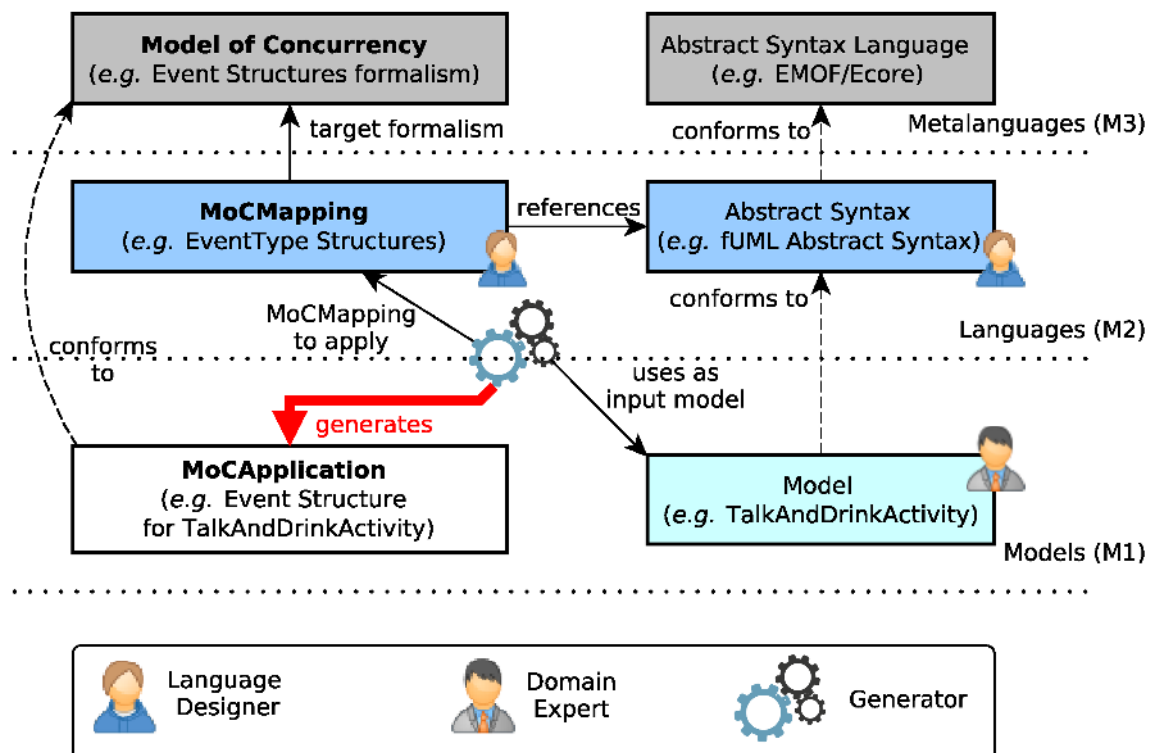 Model of Concurrency
(e.g. Event Structures formalism)
Abstract Syntax Language
(e.g. EMOF/Ecore)
target formalism
conforms to
Metalanguages (M3)
MoCMapping
(e.g. EventType Structures)
references
Abstract Syntax
(e.g. fUML Abstract Syntax)
MoCMapping
to apply
conforms to
Languages (M2)
conforms
to
uses as
input model
generates
MoCApplication
(e.g. Event Structure
for TalkAndDrinkActivity)
Model
(e.g. TalkAndDrinkActivity)
Models (M1)
Language
Designer
Domain
Expert
Generator